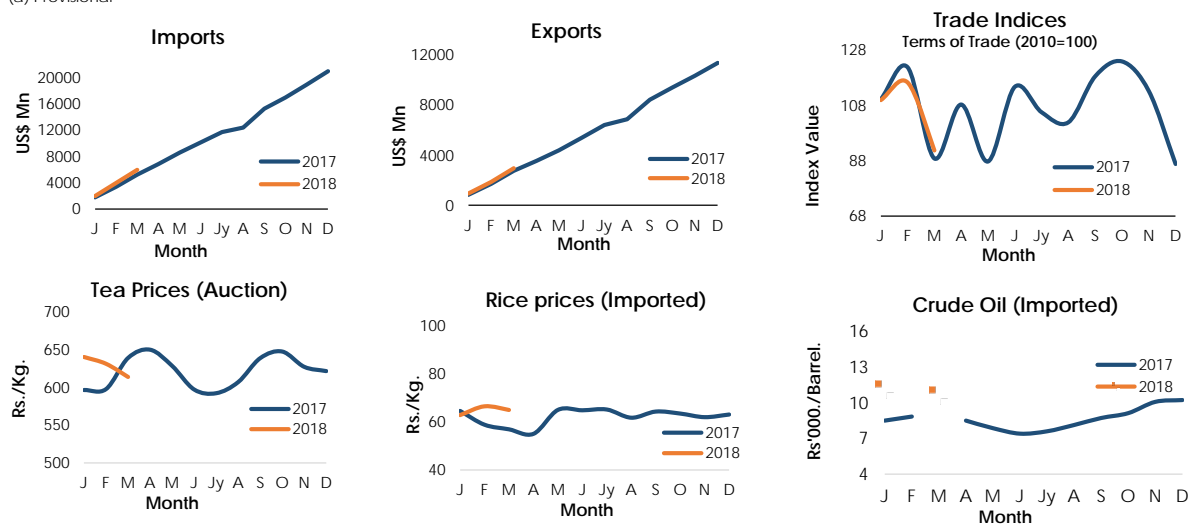 (a) Provisional
Imports
US$ Mn
20000
16000
12000
8000
4000
0
2017
2018
J F M A M J Jy A S O N D
Month
Exports
US$ Mn
12000
8000
4000
0
2017
2018
J F M A M J Jy A S O N D
Month
Trade Indices
Terms of Trade (2010=100)
Index Value
128
108
88
68
2017
2018
J F M A M J Jy A S O N D
Month
Tea Prices (Auction)
Rs./Kg.
700
650
600
550
500
2017
2018
J F M A M J Jy A S O N D
Month
Rice prices (Imported)
Rs./Kg.
100
80
60
40
2017
2018
J F M A M J Jy A S O N D
Month
Crude Oil (Imported)
Rs'000./Barrel.
16
13
10
7
4
2017
2018
J F M A M J Jy A S O N D
Month